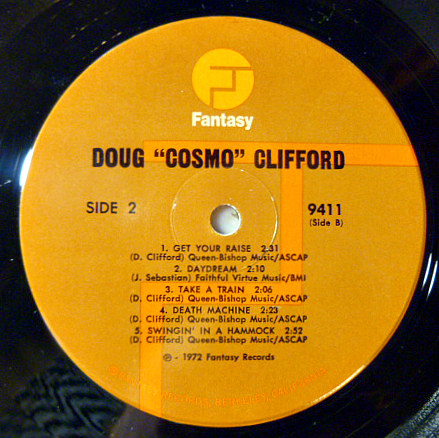 Fantasy
DOUG "COSMO" CLIFFORD
SIDE 2
9411
(Side B)
1. GET YOUR RAISE 2:31
(D. Clifford) Queen-Bishop Music/ASCAP
2. DAYDREAM 2:10
(J. Sebastian) Faithful Virtue Music/BMI
3. TAKE A TRAIN 2:06
(D. Clifford) Queen-Bishop Music/ASCAP
4. DEATH MACHINE 2:23
(D. Clifford) Queen-Bishop Music/ASCAP
5. SWINGIN' IN A HAMMOCK 2:52
(D. Clifford) Queen-Bishop Music/ASCAP
℗ - 1972 Fantasy Records